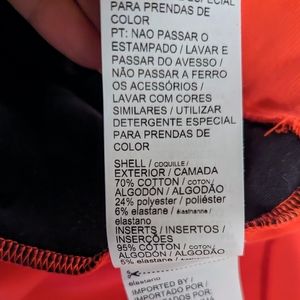 ESPECIAL
PARA PRENDAS DE
COLOR
PT: NAO PASSAR O
ESTAMPADO / LAVAR E
PASSAR DO AVESSO /
NÃO PASSAR A FERRO
OS ACESSÓRIOS /
LAVAR COM CORES
SIMILARES / UTILIZAR
DETERGENTE ESPECIAL
PARA PRENDAS DE
COLOR
SHELL / COQUILLE /
EXTERIOR / CAMADA
70% COTTON / COTON /
ALGODÓN / ALGODÃO
24% polyester / poliéster
6% elastane / élasthanne /
elastano
INSERTS / INSERTOS /
INSERÇÕES
95% COTTON / COTON /
ALGODÓN / ALGODÃO
5% elastane /
elastano
IMPORTED BY /
IMPORTADO POR